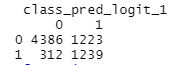 class_pred_logit_1
0 1
0 4386 1223
1 312 1239